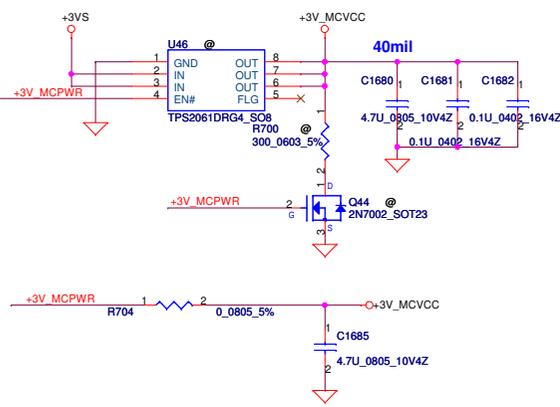 +3VS
+3V_MCVCC
U46 @
40mil
1 GND OUT 8
2 IN OUT 7
3 IN OUT 6
4 EN# FLG 5
+3V_MCPWR
TPS2061DRG4_SO8
C1680 1
C1681 1
C1682 1
4.7U_0805_10V4Z
2
0.1U_0402_16V4Z
2
0.1U_0402_16V4Z
2
1
R700 @
300_0603_5%
2
1 D
+3V_MCPWR
2
G
Q44 @
2N7002_SOT23
S
3
+3V_MCPWR
1 2
R704
0_0805_5%
+3V_MCVCC
1
C1685
4.7U_0805_10V4Z
2